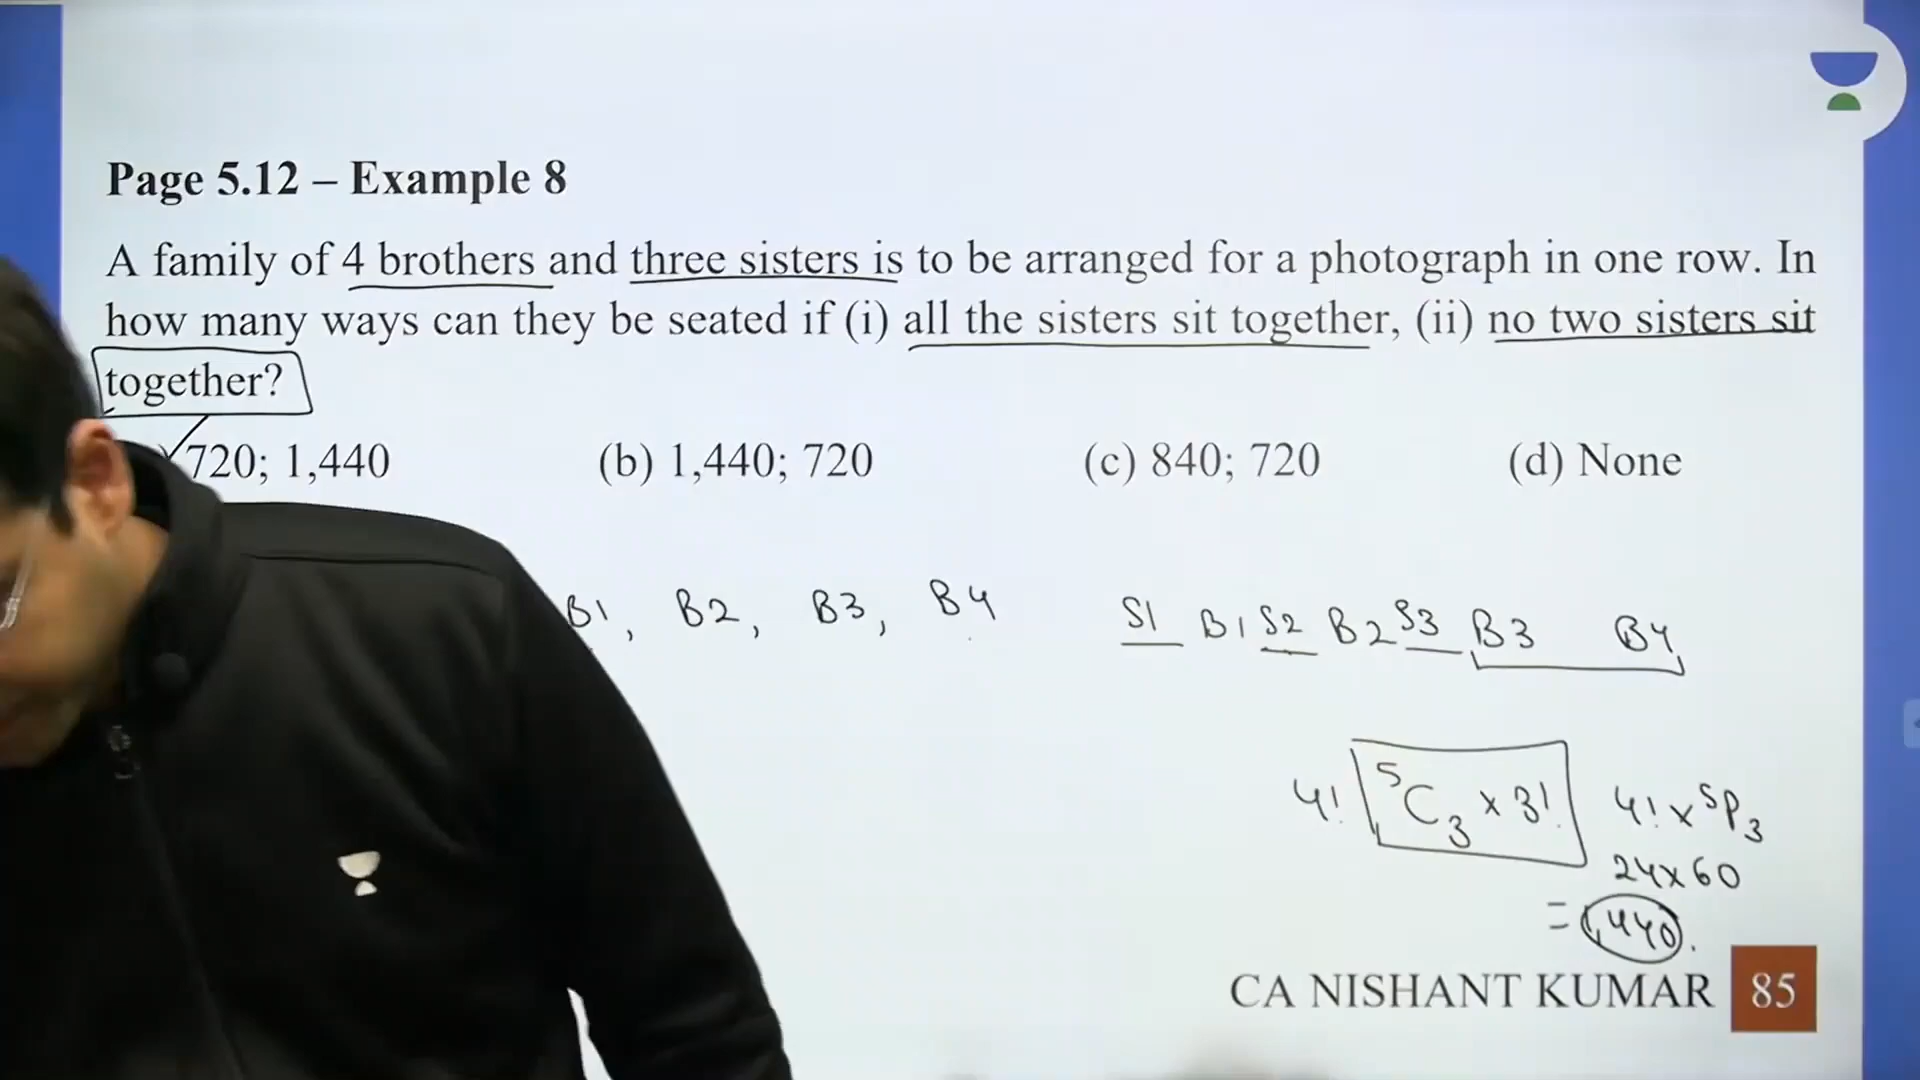 Page 5.12 – Example 8
A family of 4 brothers and three sisters is to be arranged for a photograph in one row. In
how many ways can they be seated if (i) all the sisters sit together, (ii) no two sisters sit
together?
720; 1,440 (b) 1,440; 720 (c) 840; 720 (d) None
B1, B2, B3, B4 S1 B1 S2 B2 S3 B3 B4
4! ⁵C₃ × 3! 4! × ⁵P₃
24×60
= 1,440.
CA NISHANT KUMAR 85